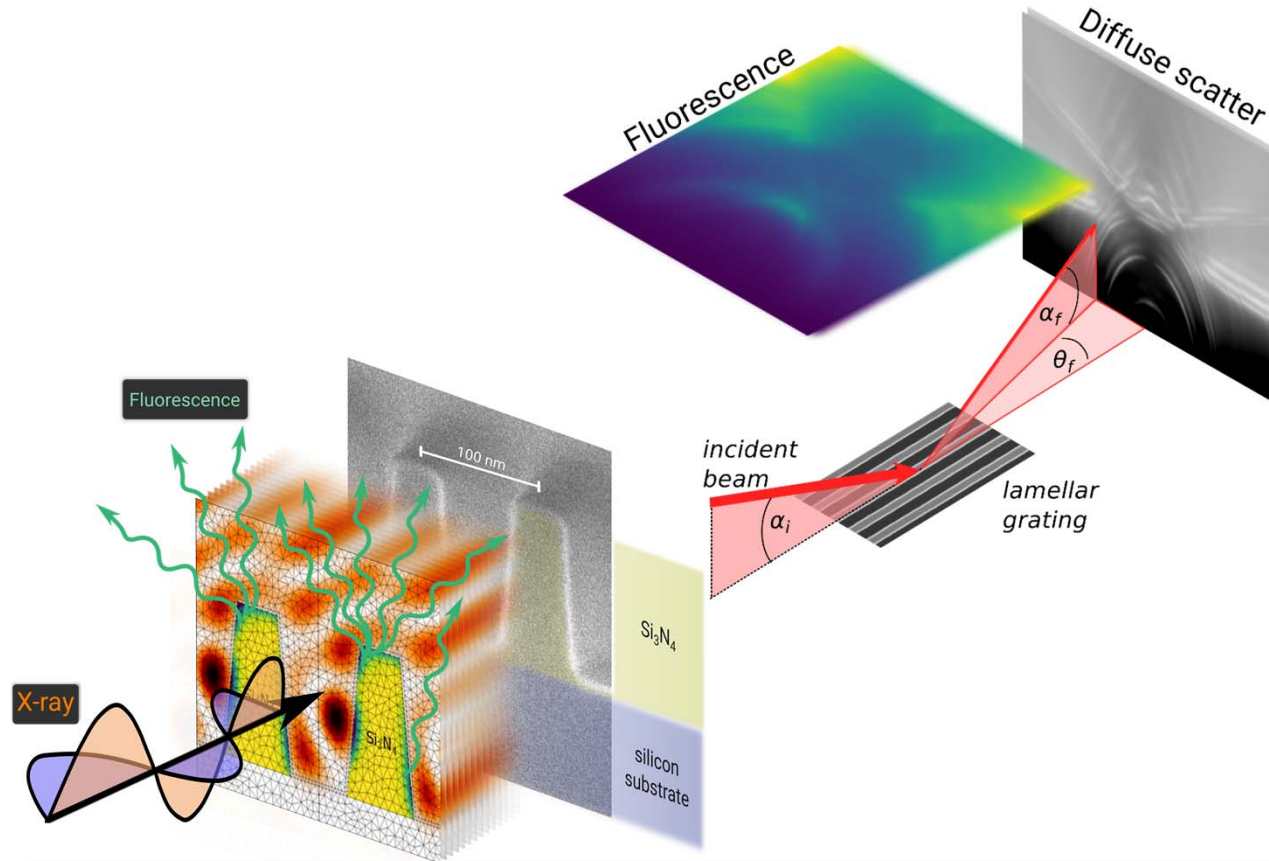 Fluorescence
Diffuse scatter
αf
θf
incident
beam
αi
lamellar
grating
Fluorescence
100 nm
X-ray
Si₃N₄
Si₃N₄
silicon
substrate